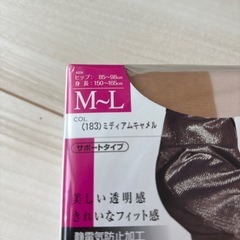 SIZE
ヒップ：85～98cm
身長：150～165cm
M~L
COL.
(183)ミディアムキャメル
サポートタイプ
美しい透明感
きれいなフィット感
静電気防止加工